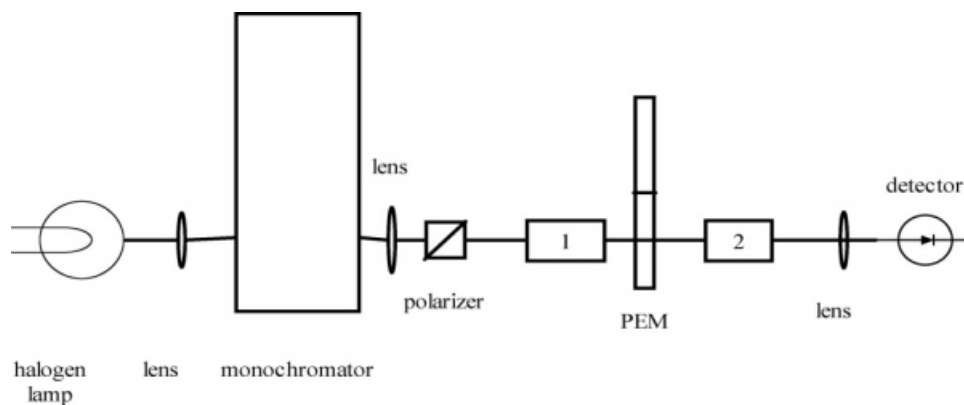 lens
detector
1
2
polarizer
PEM
lens
halogen
lamp
lens
monochromator